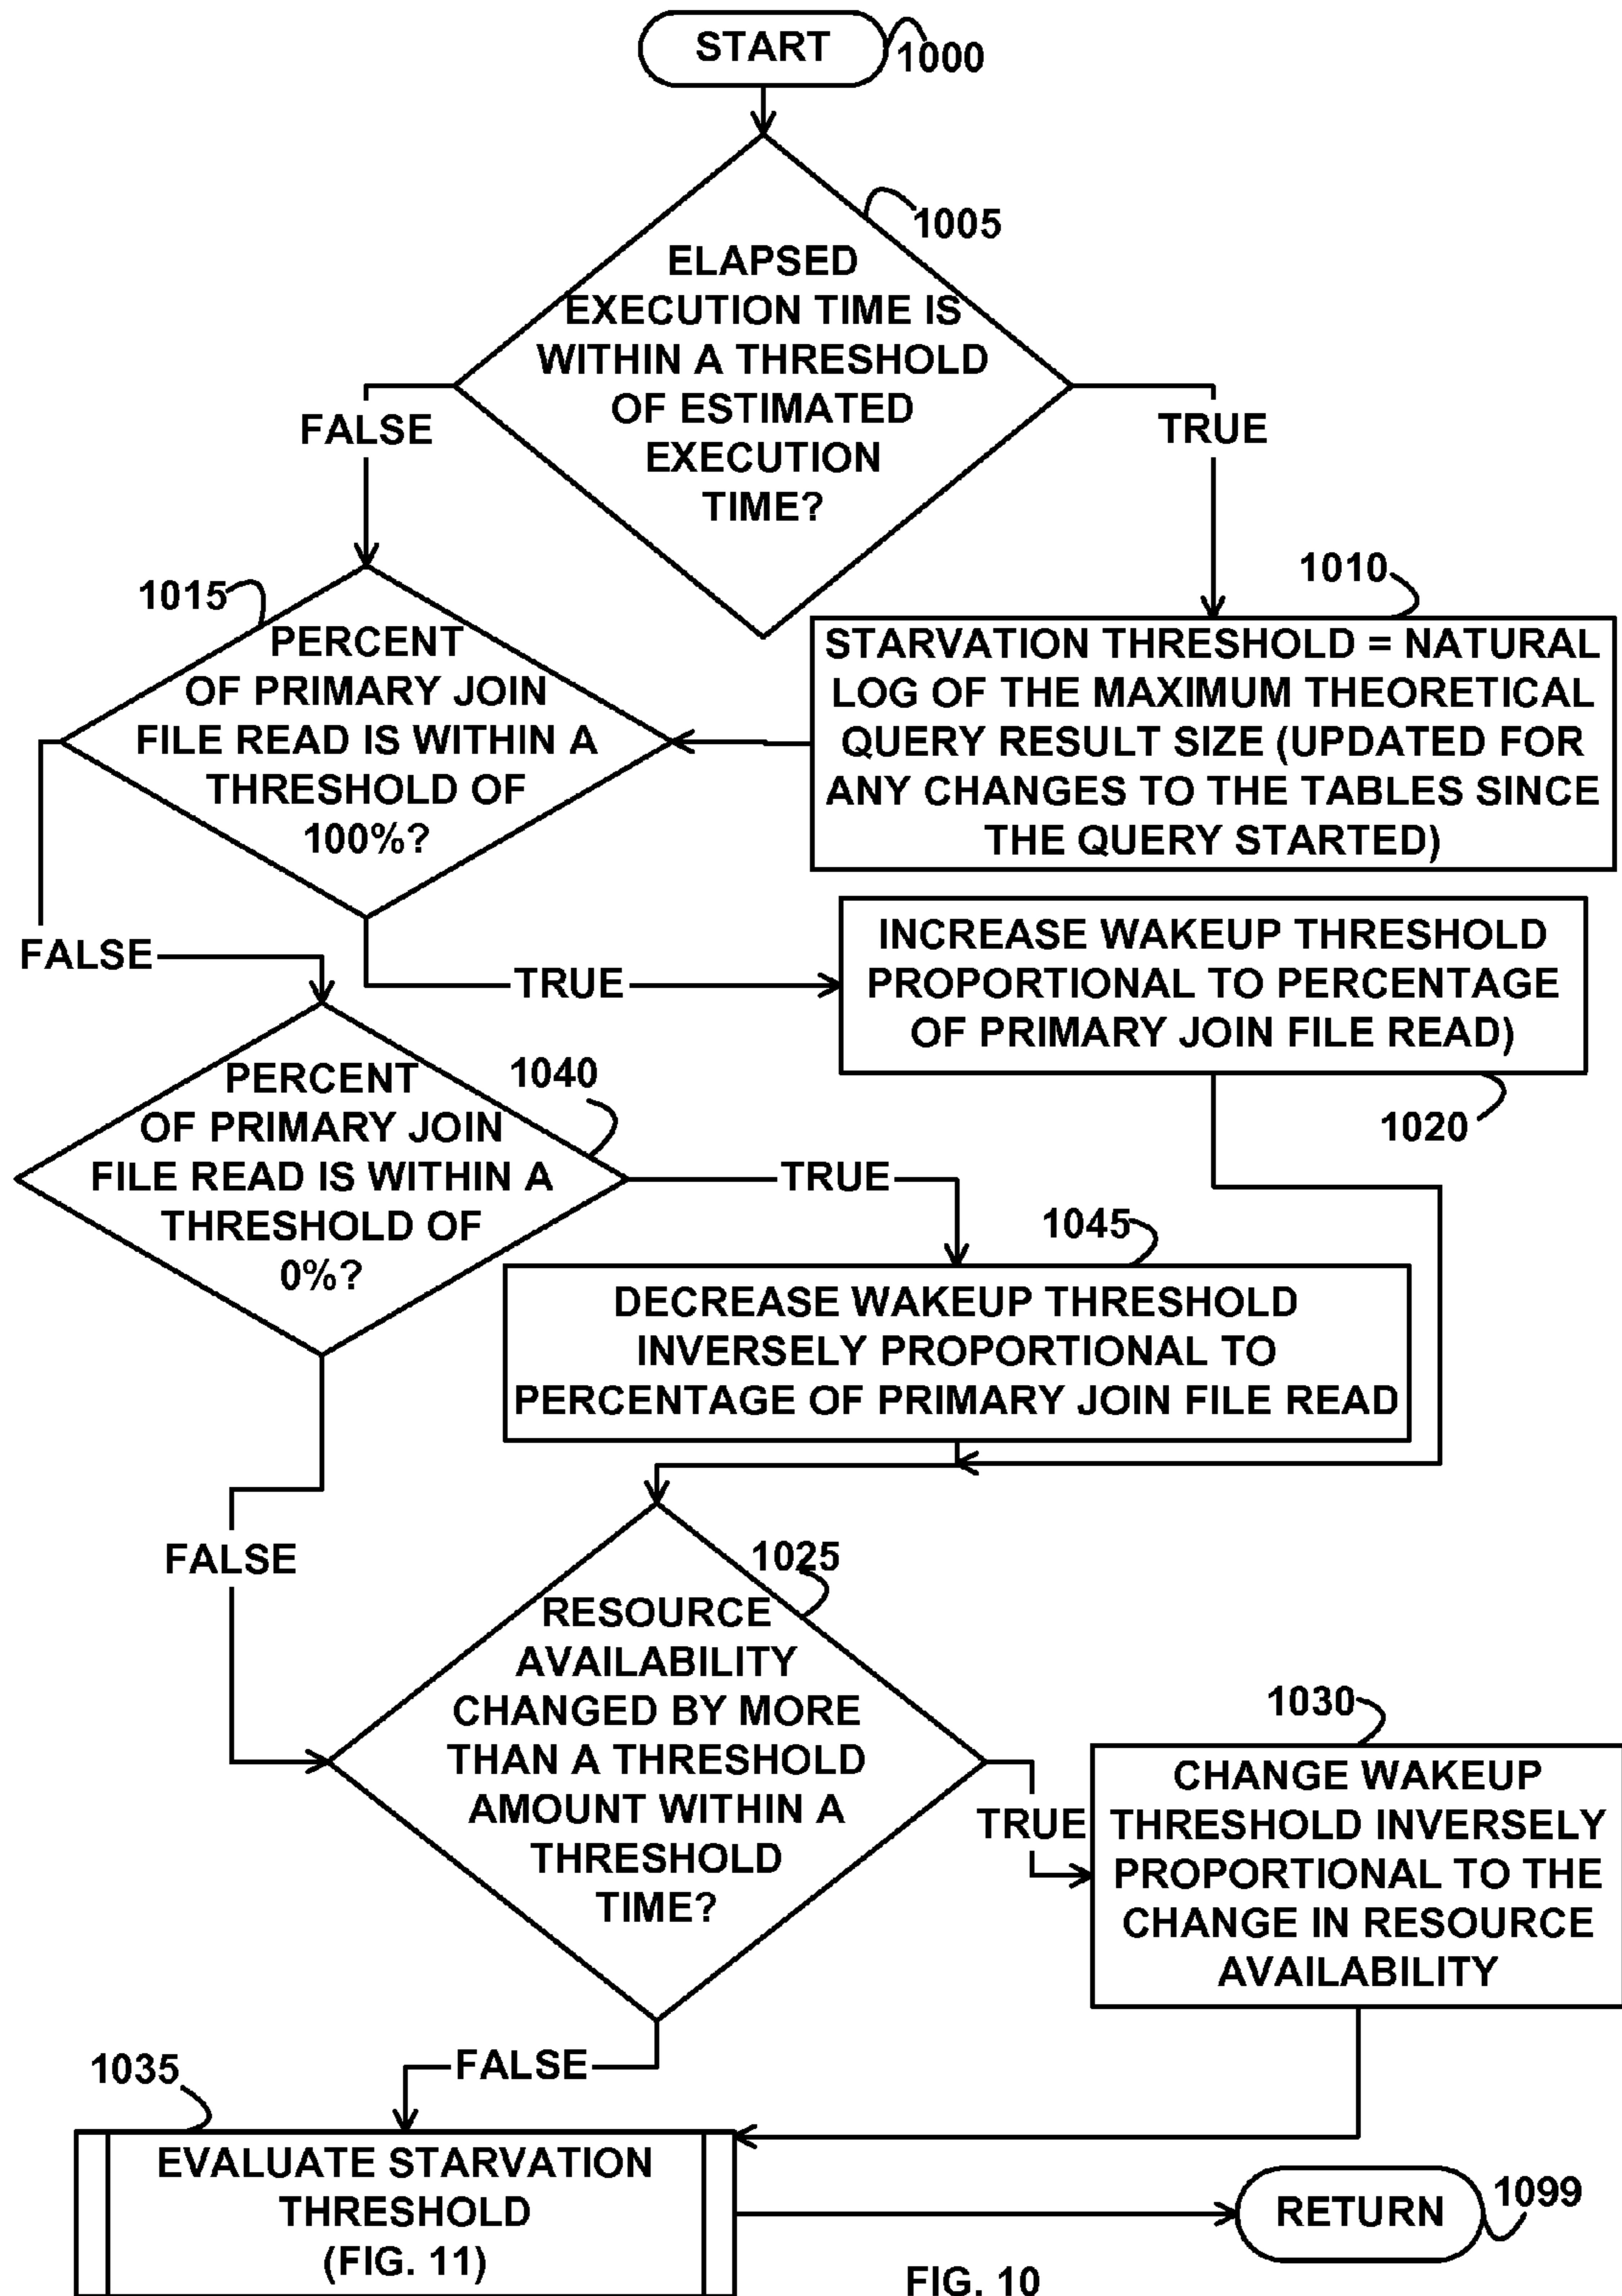 START
1000
1005
ELAPSED
EXECUTION TIME IS
WITHIN A THRESHOLD
OF ESTIMATED
EXECUTION
TIME?
FALSE
TRUE
1010
STARVATION THRESHOLD = NATURAL
LOG OF THE MAXIMUM THEORETICAL
QUERY RESULT SIZE (UPDATED FOR
ANY CHANGES TO THE TABLES SINCE
THE QUERY STARTED)
1015
PERCENT
OF PRIMARY JOIN
FILE READ IS WITHIN A
THRESHOLD OF
100%?
FALSE
TRUE
INCREASE WAKEUP THRESHOLD
PROPORTIONAL TO PERCENTAGE
OF PRIMARY JOIN FILE READ)
1020
PERCENT
OF PRIMARY JOIN
FILE READ IS WITHIN A
THRESHOLD OF
0%?
1040
TRUE
1045
DECREASE WAKEUP THRESHOLD
INVERSELY PROPORTIONAL TO
PERCENTAGE OF PRIMARY JOIN FILE READ
FALSE
1025
RESOURCE
AVAILABILITY
CHANGED BY MORE
THAN A THRESHOLD
AMOUNT WITHIN A
THRESHOLD
TIME?
TRUE
1030
CHANGE WAKEUP
THRESHOLD INVERSELY
PROPORTIONAL TO THE
CHANGE IN RESOURCE
AVAILABILITY
FALSE
1035
EVALUATE STARVATION
THRESHOLD
(FIG. 11)
RETURN
1099
FIG. 10